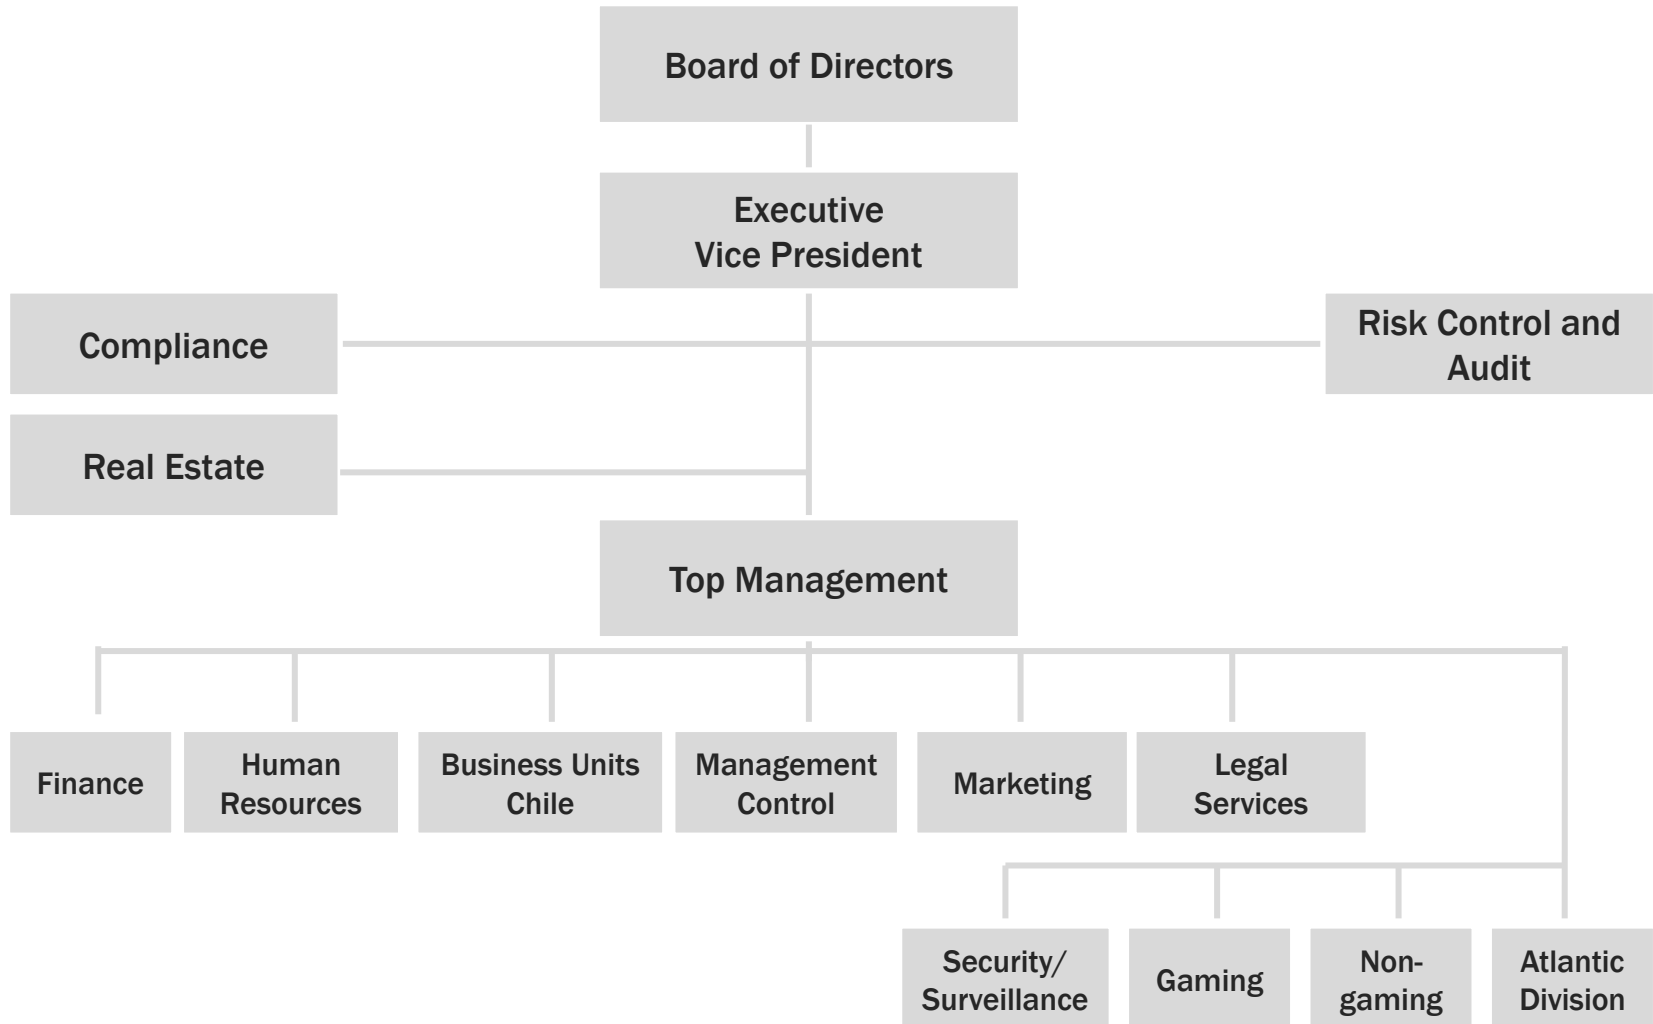 Board of Directors
Executive
Vice President
Compliance
Risk Control and
Audit
Real Estate
Top Management
Finance
Human
Resources
Business Units
Chile
Management
Control
Marketing
Legal
Services
Security/
Surveillance
Gaming
Non-
gaming
Atlantic
Division